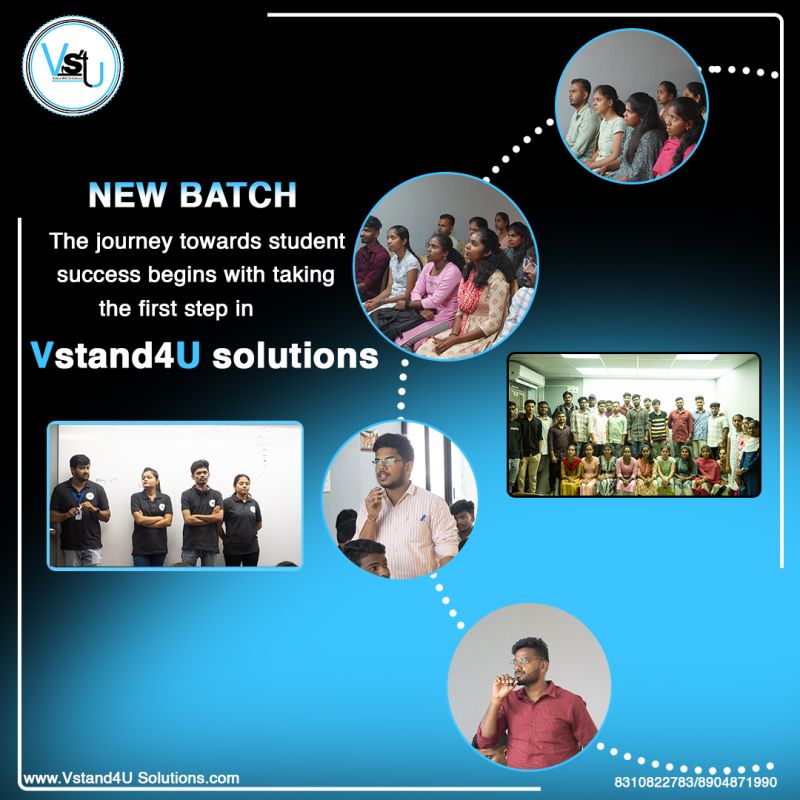 VS4U
NEW BATCH
The journey towards student
success begins with taking
the first step in
Vstand4U solutions
www.Vstand4U Solutions.com
8310822783/8904871990